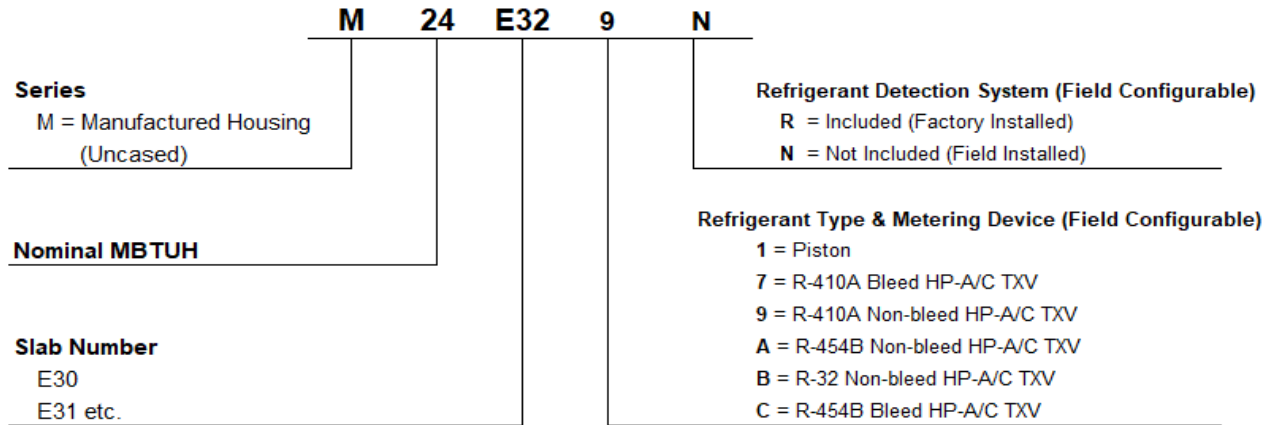 M 24 E32 9 N
Series
M = Manufactured Housing
(Uncased)
Nominal MBTUH
Slab Number
E30
E31 etc.
Refrigerant Detection System (Field Configurable)
R = Included (Factory Installed)
N = Not Included (Field Installed)
Refrigerant Type & Metering Device (Field Configurable)
1 = Piston
7 = R-410A Bleed HP-A/C TXV
9 = R-410A Non-bleed HP-A/C TXV
A = R-454B Non-bleed HP-A/C TXV
B = R-32 Non-bleed HP-A/C TXV
C = R-454B Bleed HP-A/C TXV